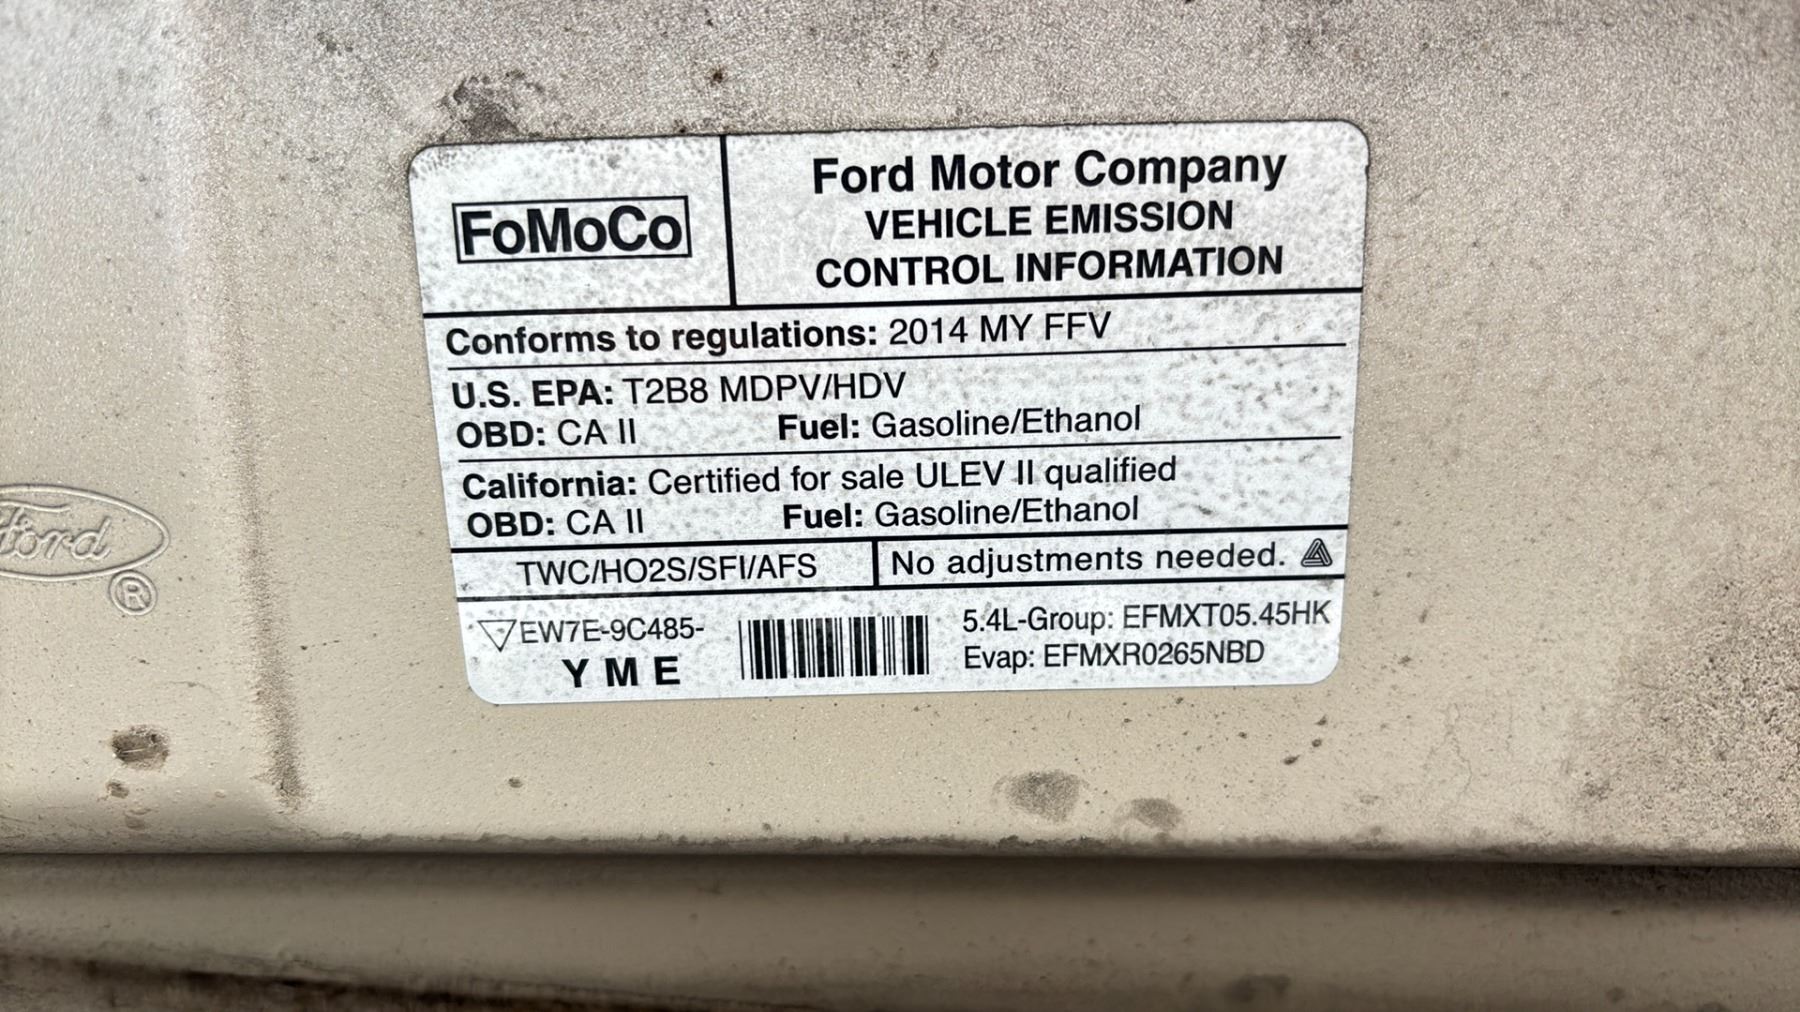 FoMoCo
Ford Motor Company
VEHICLE EMISSION
CONTROL INFORMATION
Conforms to regulations: 2014 MY FFV
U.S. EPA: T2B8 MDPV/HDV
OBD: CA II Fuel: Gasoline/Ethanol
California: Certified for sale ULEV II qualified
OBD: CA II Fuel: Gasoline/Ethanol
TWC/HO2S/SFI/AFS No adjustments needed.
EW7E-9C485-
Y M E
5.4L-Group: EFMXT05.45HK
Evap: EFMXR0265NBD
Ford
®